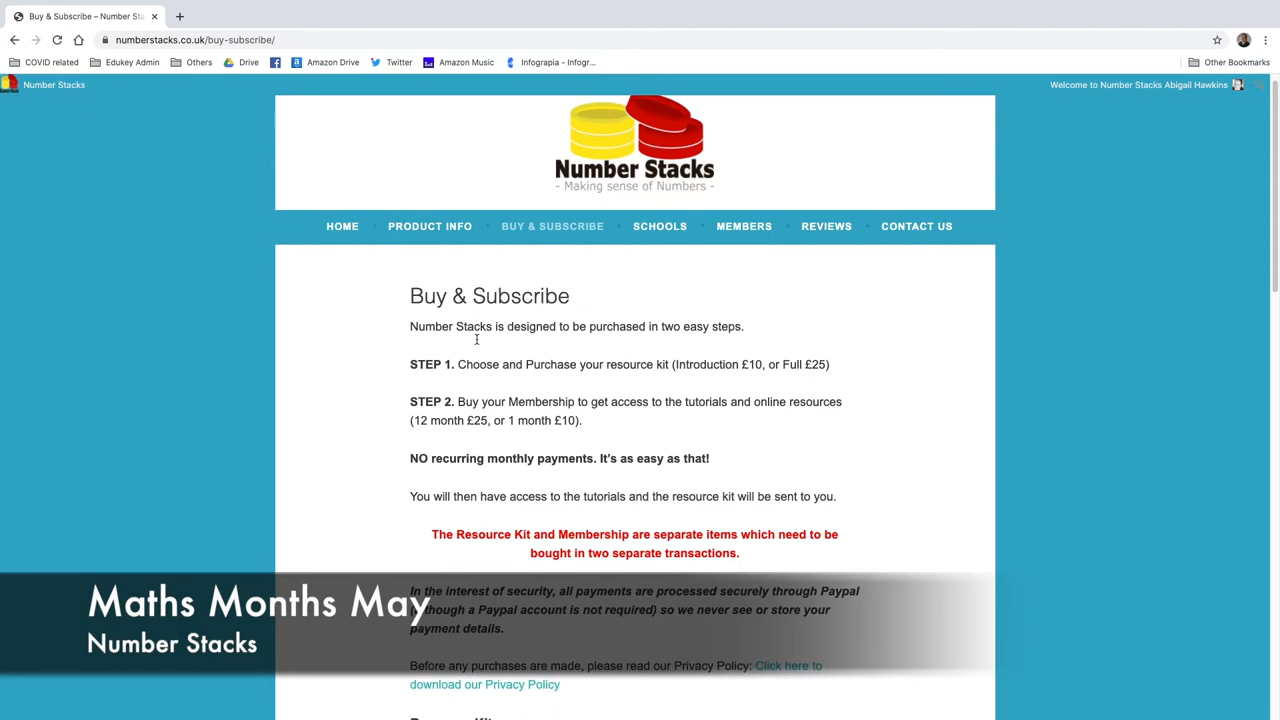 Buy & Subscribe – Number Sta
numberstacks.co.uk/buy-subscribe/
COVID related
Edukey Admin
Others
Drive
Amazon Drive
Twitter
Amazon Music
Infograpia - Infogr...
Other Bookmarks
Number Stacks
Welcome to Number Stacks Abigail Hawkins
Number Stacks
- Making sense of Numbers -
HOME
PRODUCT INFO
BUY & SUBSCRIBE
SCHOOLS
MEMBERS
REVIEWS
CONTACT US
Buy & Subscribe
Number Stacks is designed to be purchased in two easy steps.
STEP 1. Choose and Purchase your resource kit (Introduction £10, or Full £25)
STEP 2. Buy your Membership to get access to the tutorials and online resources
(12 month £25, or 1 month £10).
NO recurring monthly payments. It's as easy as that!
You will then have access to the tutorials and the resource kit will be sent to you.
The Resource Kit and Membership are separate items which need to be
bought in two separate transactions.
In the interest of security, all payments are processed securely through Paypal
though a Paypal account is not required) so we never see or store your
payment details.
Maths Months May
Number Stacks
Before any purchases are made, please read our Privacy Policy: Click here to
download our Privacy Policy